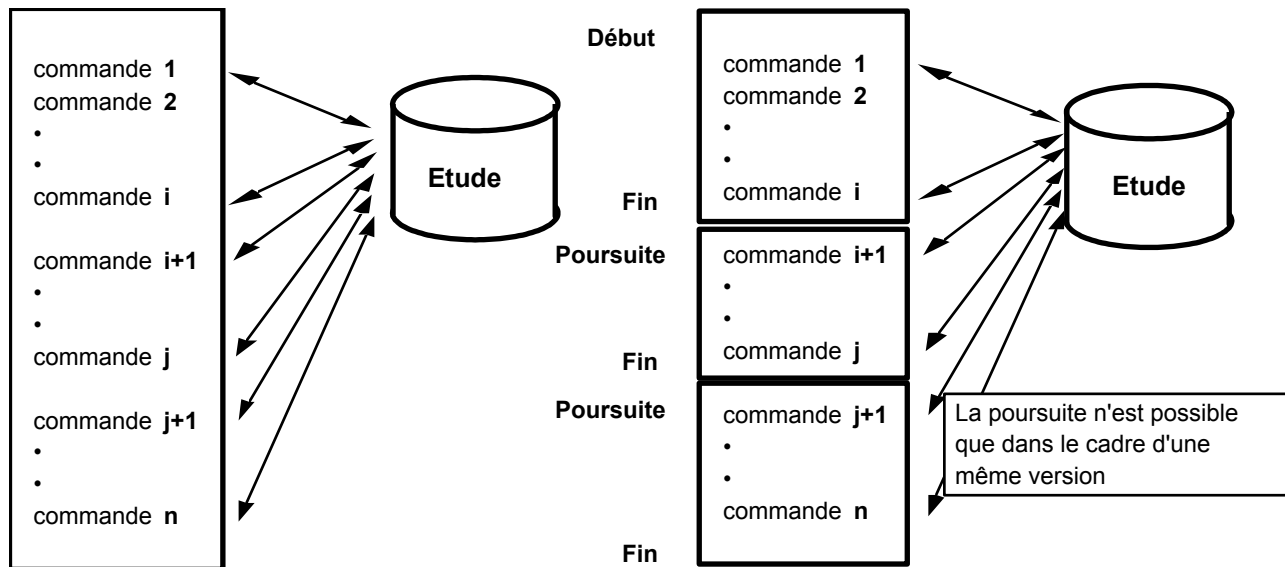 commande 1
commande 2
•
•
commande i
commande i+1
•
•
commande j
commande j+1
•
•
commande n
Etude
Début
commande 1
commande 2
•
•
commande i
Fin
Poursuite
commande i+1
•
•
commande j
Fin
Poursuite
commande j+1
•
•
commande n
Fin
Etude
La poursuite n'est possible
que dans le cadre d'une
même version